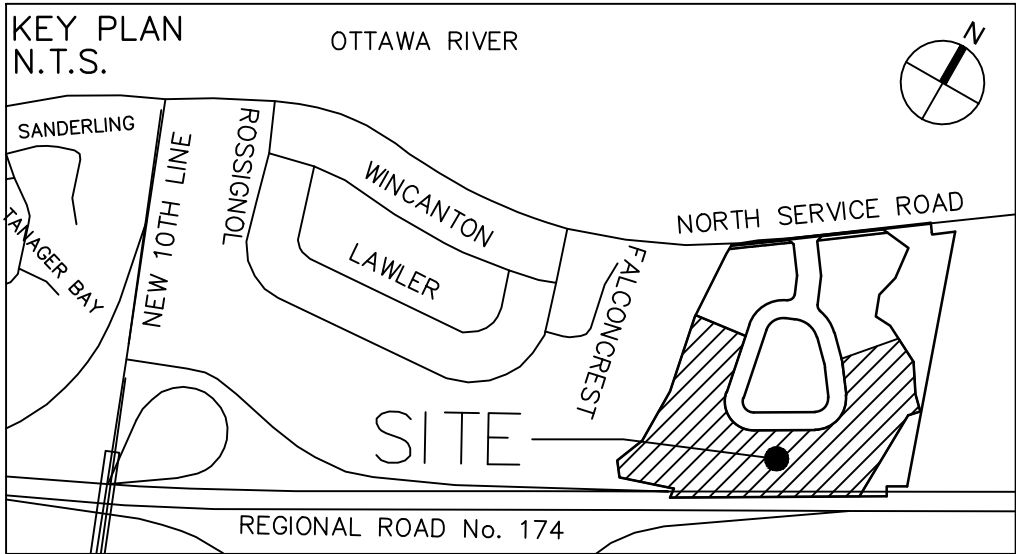 KEY PLAN
N.T.S.
OTTAWA RIVER
N
SANDERLING
NEW 10TH LINE
ROSSIGNOL
WINCANTON
NORTH SERVICE ROAD
TANAGER BAY
LAWLER
FALCONCREST
SITE
REGIONAL ROAD No. 174